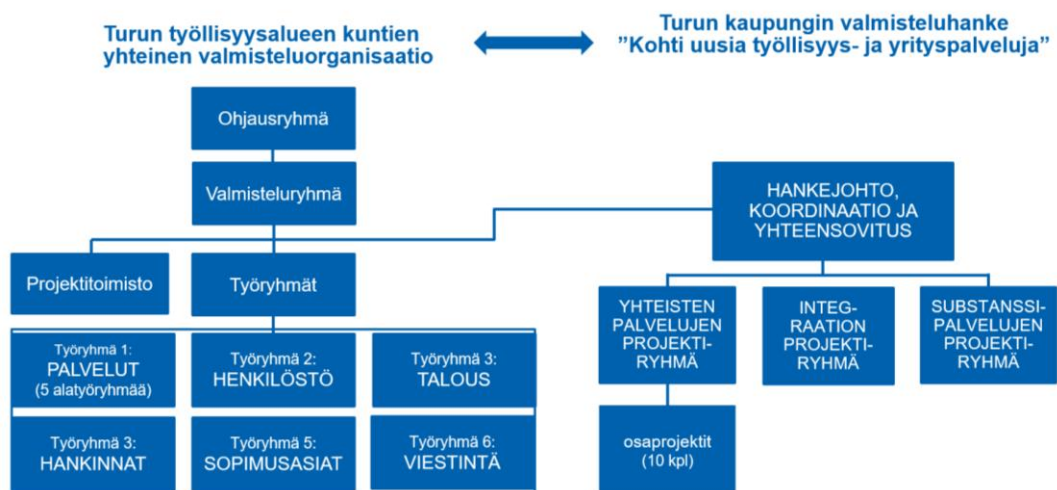 Turun työllisyysalueen kuntien
yhteinen valmisteluorganisaatio
Turun kaupungin valmisteluhanke
”Kohti uusia työllisyys- ja yrityspalveluja”
Ohjausryhmä
Valmisteluryhmä
HANKEJOHTO,
KOORDINAATIO JA
YHTEENSOVITUS
Projektitoimisto
Työryhmät
YHTEISTEN
PALVELUJEN
PROJEKTI-
RYHMÄ
INTEG-
RAATION
PROJEKTI-
RYHMÄ
SUBSTANSSI-
PALVELUJEN
PROJEKTI-
RYHMÄ
Työryhmä 1:
PALVELUT
(5 alatyöryhmää)
Työryhmä 2:
HENKILÖSTÖ
Työryhmä 3:
TALOUS
Työryhmä 3:
HANKINNAT
Työryhmä 5:
SOPIMUSASIAT
Työryhmä 6:
VIESTINTÄ
osaprojektit
(10 kpl)